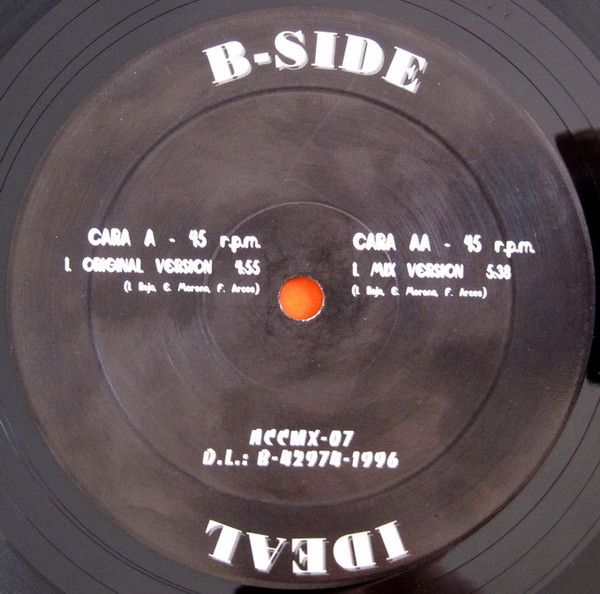 B-SIDE
CARA A - 45 r.p.m.
1. ORIGINAL VERSION 4:55
CARA AA - 45 r.p.m.
1. MIX VERSION 5:38
ACCMX-07
D.L.: B-42974-1996
IDEAL